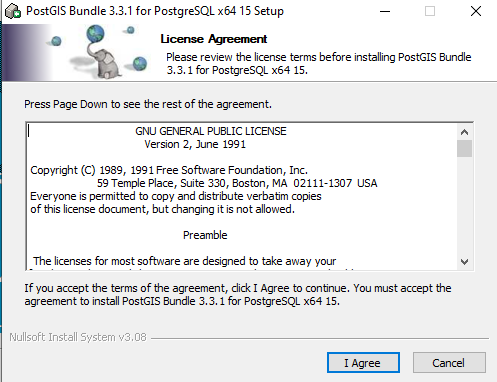 PostGIS Bundle 3.3.1 for PostgreSQL x64 15 Setup
License Agreement
Please review the license terms before installing PostGIS Bundle
3.3.1 for PostgreSQL x64 15.
Press Page Down to see the rest of the agreement.
GNU GENERAL PUBLIC LICENSE
Version 2, June 1991
Copyright (C) 1989, 1991 Free Software Foundation, Inc.
59 Temple Place, Suite 330, Boston, MA 02111-1307 USA
Everyone is permitted to copy and distribute verbatim copies
of this license document, but changing it is not allowed.
Preamble
The licenses for most software are designed to take away your
If you accept the terms of the agreement, click I Agree to continue. You must accept the
agreement to install PostGIS Bundle 3.3.1 for PostgreSQL x64 15.
Nullsoft Install System v3.08
I Agree
Cancel